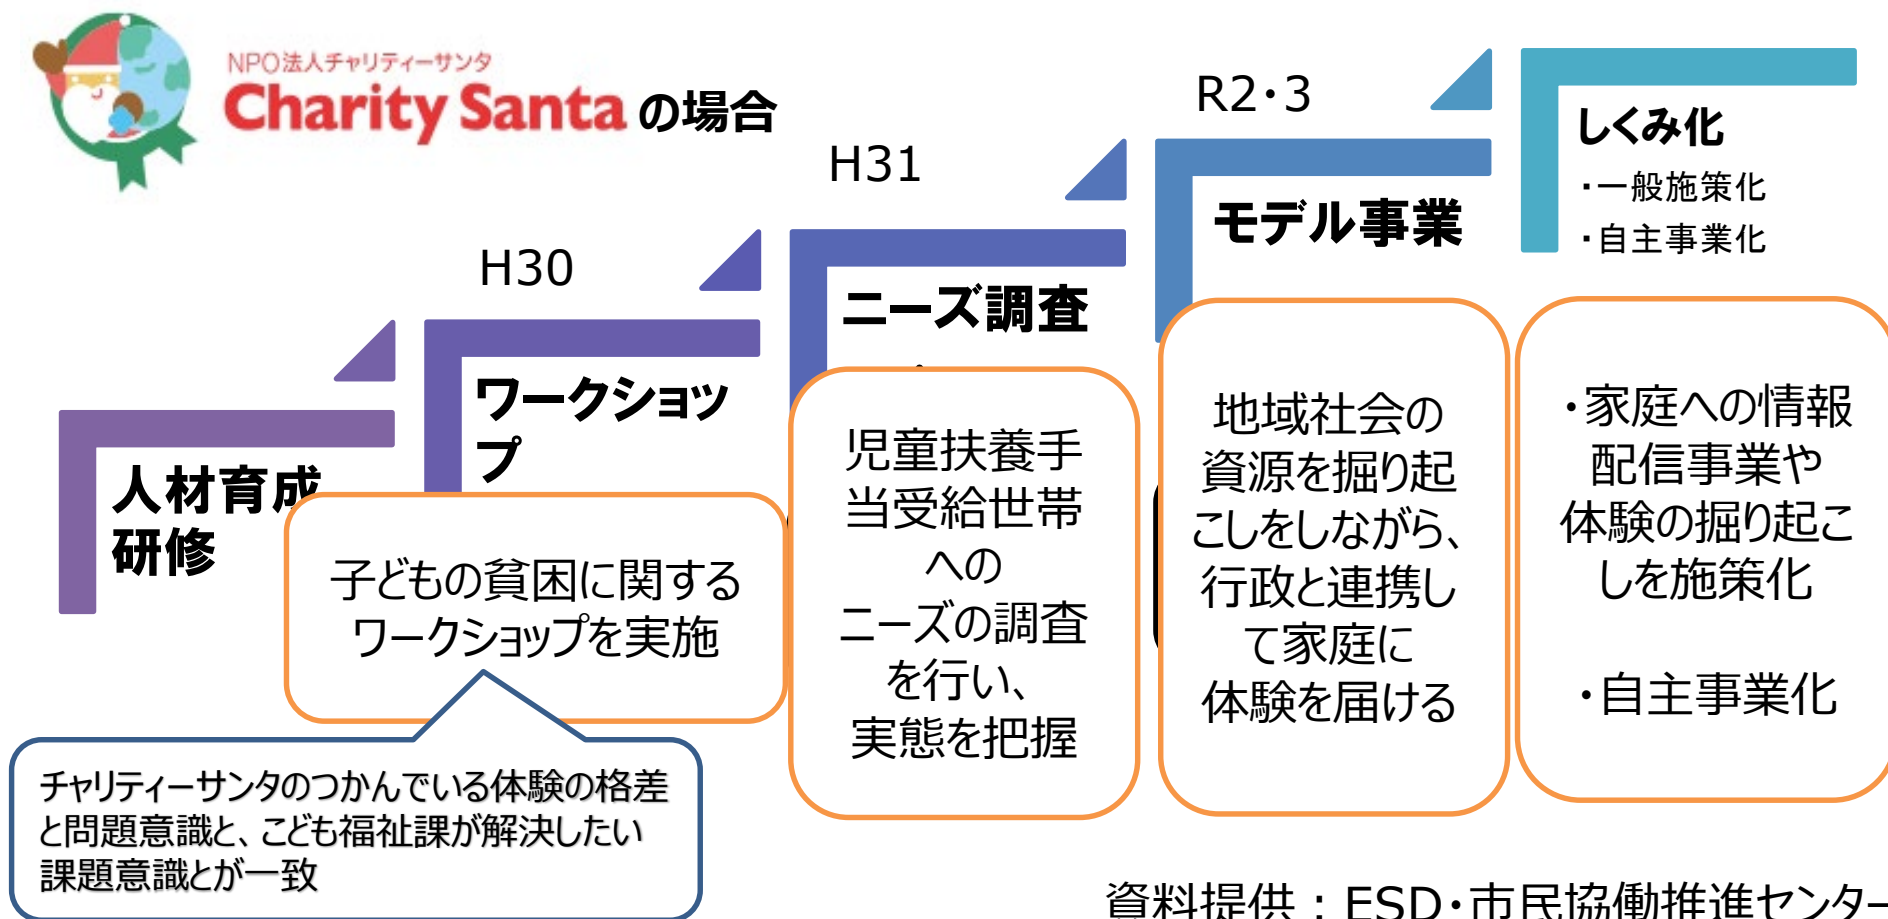 NPO法人チャリティーサンタ
Charity Santa の場合
人材育成
研修
H30
ワークショッ
プ
子どもの貧困に関する
ワークショップを実施
チャリティーサンタのつかんでいる体験の格差
と問題意識と、こども福祉課が解決したい
課題意識とが一致
H31
ニーズ調査
児童扶養手
当受給世帯
への
ニーズの調査
を行い、
実態を把握
R2・3
モデル事業
地域社会の
資源を掘り起
こしをしながら、
行政と連携し
て家庭に
体験を届ける
しくみ化
・一般施策化
・自主事業化
・家庭への情報
配信事業や
体験の掘り起こ
しを施策化
・自主事業化
資料提供：ESD・市民協働推進センター